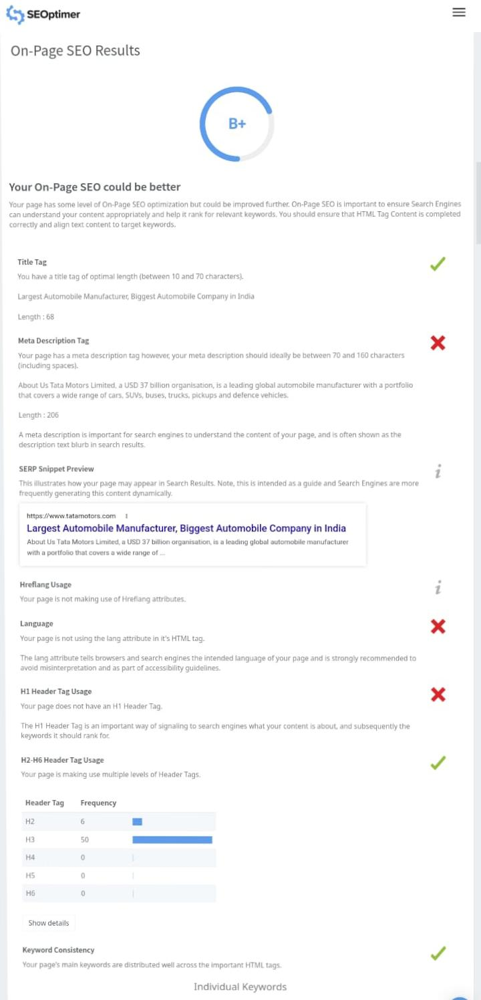 SEOptimer
On-Page SEO Results
B+
Your On-Page SEO could be better
Your page has some level of On-Page SEO optimization but could be improved further. On-Page SEO is important to ensure Search Engines
can understand your content appropriately and help it rank for relevant keywords. You should ensure that HTML Tag Content is completed
correctly and align text content to target keywords.
Title Tag
You have a title tag of optimal length (between 10 and 70 characters).
Largest Automobile Manufacturer, Biggest Automobile Company in India
Length : 68
Meta Description Tag
Your page has a meta description tag however, your meta description should ideally be between 70 and 160 characters
(including spaces).
About Us Tata Motors Limited, a USD 37 billion organisation, is a leading global automobile manufacturer with a portfolio
that covers a wide range of cars, SUVs, buses, trucks, pickups and defence vehicles.
Length : 206
A meta description is important for search engines to understand the content of your page, and is often shown as the
description text blurb in search results.
SERP Snippet Preview
This illustrates how your page may appear in Search Results. Note, this is intended as a guide and Search Engines are more
frequently generating this content dynamically.
https://www.tatamotors.com
Largest Automobile Manufacturer, Biggest Automobile Company in India
About Us Tata Motors Limited, a USD 37 billion organisation, is a leading global automobile manufacturer
with a portfolio that covers a wide range of ...
Hreflang Usage
Your page is not making use of Hreflang attributes.
Language
Your page is not using the lang attribute in it's HTML tag.
The lang attribute tells browsers and search engines the intended language of your page and is strongly recommended to
avoid misinterpretation and as part of accessibility guidelines.
H1 Header Tag Usage
Your page does not have an H1 Header Tag.
The H1 Header Tag is an important way of signaling to search engines what your content is about, and subsequently the
keywords it should rank for.
H2-H6 Header Tag Usage
Your page is making use multiple levels of Header Tags.
Header Tag Frequency
H2 6
H3 50
H4 0
H5 0
H6 0
Show details
Keyword Consistency
Your page's main keywords are distributed well across the important HTML tags.
Individual Keywords